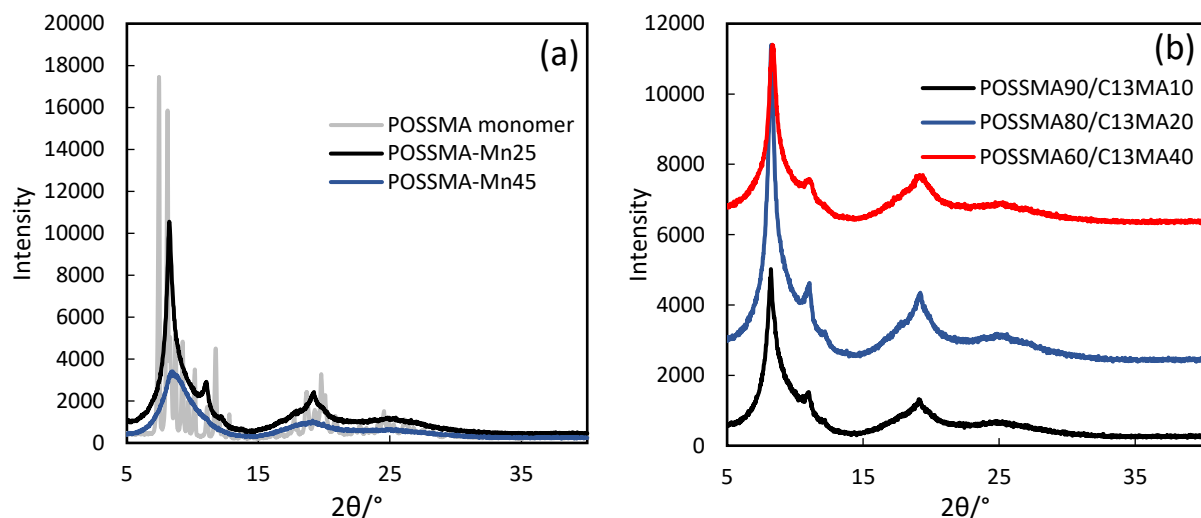 (a)
20000
18000
16000
14000
12000
10000
8000
6000
4000
2000
0
Intensity
POSSMA monomer
POSSMA-Mn25
POSSMA-Mn45
5
15
25
35
2θ/°
(b)
12000
10000
8000
6000
4000
2000
0
Intensity
POSSMA90/C13MA10
POSSMA80/C13MA20
POSSMA60/C13MA40
5
15
25
35
2θ/°